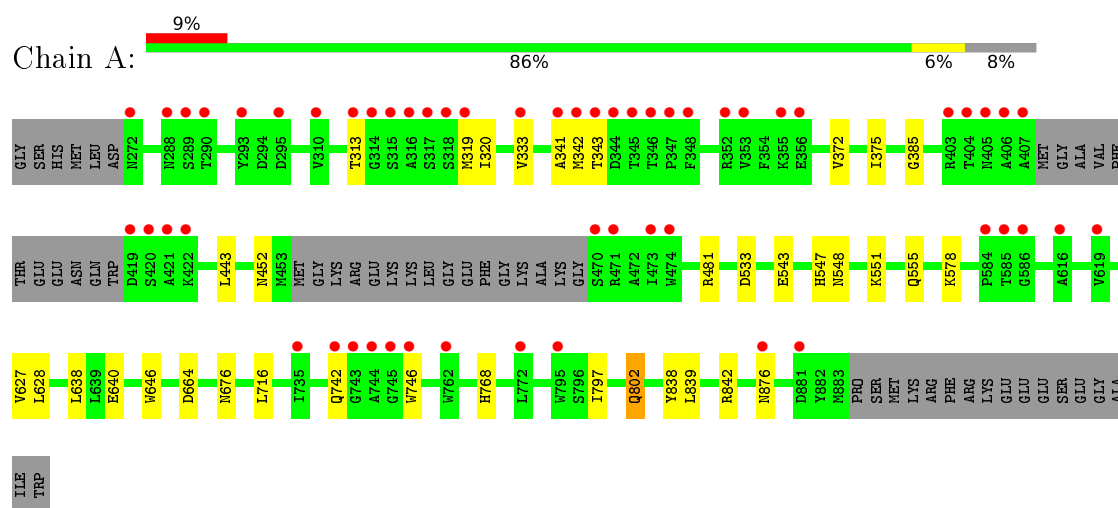 9%
Chain A:
86% 6% 8%
GLY SER HIS MET LEU ASP N272 N288 S289 T290 Y293 D294 D295 V310 T313 G314 S315 A316 S317 S318 M319 I320 V333 A341 M342 T343 D344 T345 T346 P347 F348 R352 V353 F354 K355 E356 V372 I375 G385 R403 T404 N405 A406 A407 MET GLY ALA VAL PHE
THR GLU GLU ASN GLN TRP D419 S420 A421 K422 L443 N452 M453 MET GLY LYS ARG GLU LYS LYS LEU GLY GLU PHE GLY LYS ALA LYS GLY S470 R471 A472 I473 W474 R481 D533 E543 H547 N548 K551 Q555 K578 P584 T585 G586 A616 V619
V627 L628 L638 L639 E640 W646 D664 N676 L716 I735 Q742 G743 A744 G745 W746 W762 H768 L772 W795 S796 I797 Q802 Y838 L839 R842 N876 D881 Y882 M883 PRO SER MET LYS ARG PHE ARG LYS GLU GLU GLU SER GLU GLY ALA
ILE TRP